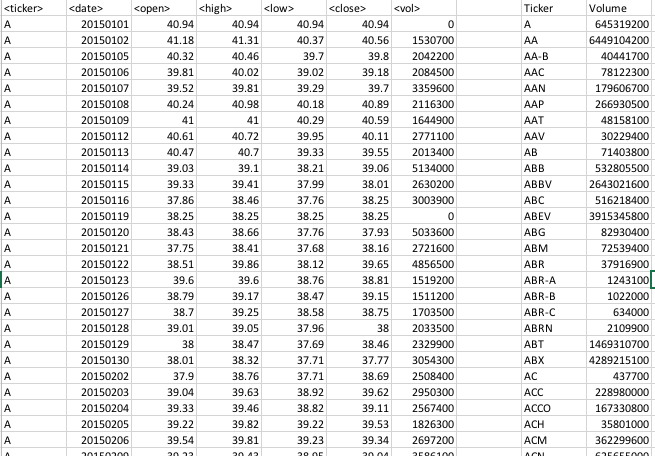 <ticker> <date> <open> <high> <low> <close> <vol> Ticker Volume
A 20150101 40.94 40.94 40.94 40.94 0 A 645319200
A 20150102 41.18 41.31 40.37 40.56 1530700 AA 6449104200
A 20150105 40.32 40.46 39.7 39.8 2042200 AA-B 40441700
A 20150106 39.81 40.02 39.02 39.18 2084500 AAC 78122300
A 20150107 39.52 39.81 39.29 39.7 3359600 AAN 179606700
A 20150108 40.24 40.98 40.18 40.89 2116300 AAP 266930500
A 20150109 41 41 40.29 40.59 1644900 AAT 48158100
A 20150112 40.61 40.72 39.95 40.11 2771100 AAV 30229400
A 20150113 40.47 40.7 39.33 39.55 2013400 AB 71403800
A 20150114 39.03 39.1 38.21 39.06 5134000 ABB 532805500
A 20150115 39.33 39.41 37.99 38.01 2630200 ABBV 2643021600
A 20150116 37.86 38.46 37.76 38.25 3003900 ABC 516218400
A 20150119 38.25 38.25 38.25 38.25 0 ABEV 3915345800
A 20150120 38.43 38.66 37.76 37.93 5033600 ABG 82930400
A 20150121 37.75 38.41 37.68 38.16 2721600 ABM 72539400
A 20150122 38.51 39.86 38.12 39.65 4856500 ABR 37916900
A 20150123 39.6 39.6 38.76 38.81 1519200 ABR-A 1243100
A 20150126 38.79 39.17 38.47 39.15 1511200 ABR-B 1022000
A 20150127 38.7 39.25 38.58 38.75 1703500 ABR-C 634000
A 20150128 39.01 39.05 37.96 38 2033500 ABRN 2109900
A 20150129 38 38.47 37.69 38.46 2329900 ABT 1469310700
A 20150130 38.01 38.32 37.71 37.77 3054300 ABX 4289215100
A 20150202 37.9 38.76 37.71 38.69 2508400 AC 437700
A 20150203 39.04 39.63 38.92 39.62 2950300 ACC 228980000
A 20150204 39.33 39.46 38.82 39.11 2567400 ACCO 167330800
A 20150205 39.22 39.82 39.22 39.53 1826300 ACH 35801000
A 20150206 39.54 39.81 39.23 39.34 2697200 ACM 362299600